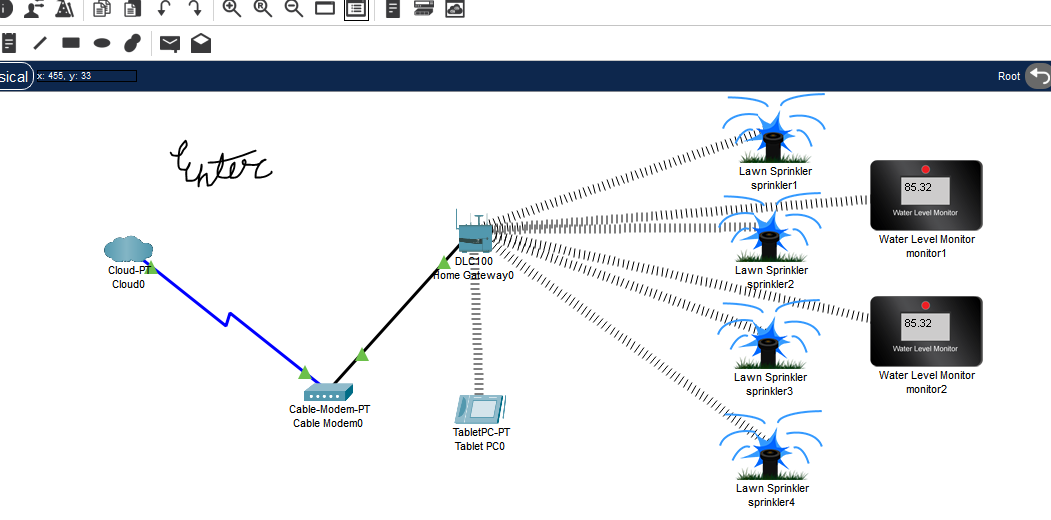 sical
x: 455, y: 33
Root
Enter
Lawn Sprinkler
sprinkler1
85.32
Water Level Monitor
Water Level Monitor
monitor1
Lawn Sprinkler
sprinkler2
DLC100
Home Gateway0
Cloud-PT
Cloud0
85.32
Water Level Monitor
Water Level Monitor
monitor2
Lawn Sprinkler
sprinkler3
Cable-Modem-PT
Cable Modem0
TabletPC-PT
Tablet PC0
Lawn Sprinkler
sprinkler4